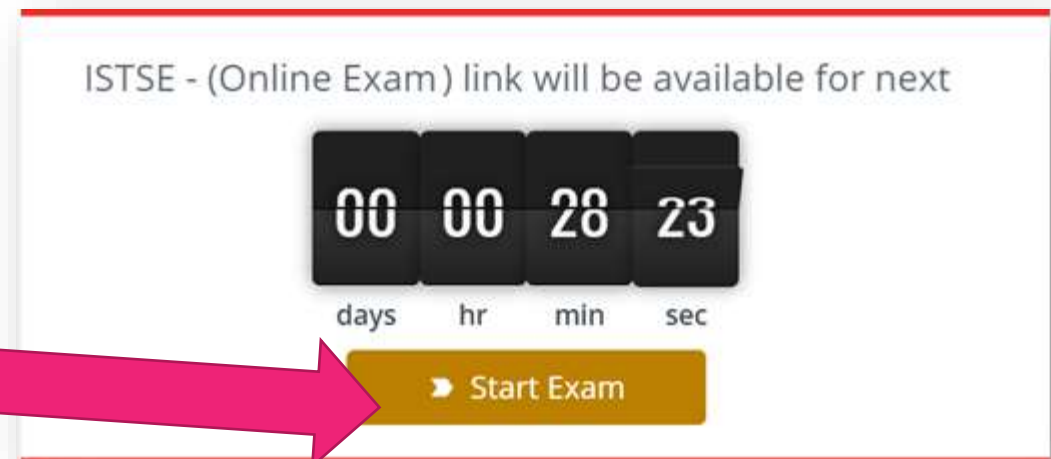 ISTSE - (Online Exam) link will be available for next
00 00 28 23
days hr min sec
Start Exam